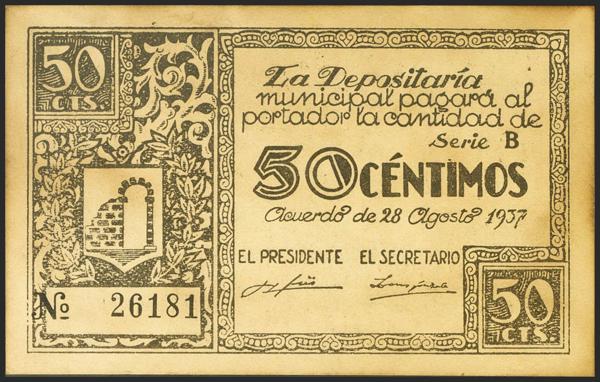 50
CTS.
La Depositaría
municipal pagará al
portador la cantidad de
Serie B
50 CÉNTIMOS
Acuerdo de 28 Agosto 1937
EL PRESIDENTE EL SECRETARIO
No 26181
50
CTS.